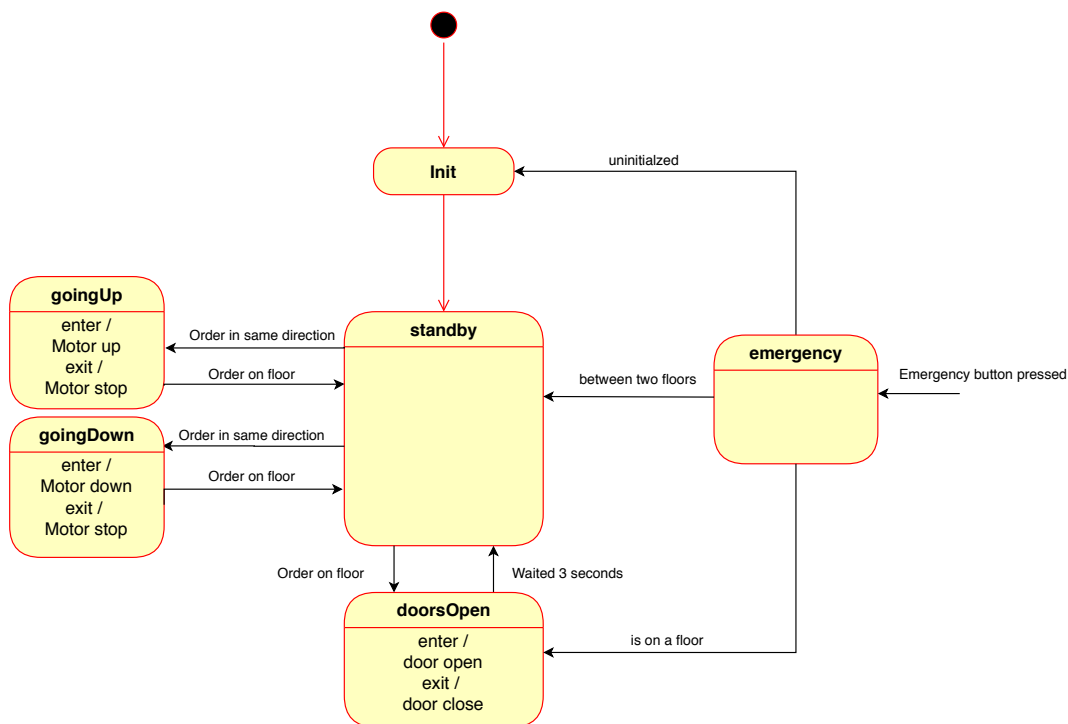 Init
uninitialzed
goingUp
enter /
Motor up
exit /
Motor stop
Order in same direction
Order on floor
standby
emergency
between two floors
Emergency button pressed
goingDown
enter /
Motor down
exit /
Motor stop
Order in same direction
Order on floor
Order on floor
Waited 3 seconds
doorsOpen
enter /
door open
exit /
door close
is on a floor